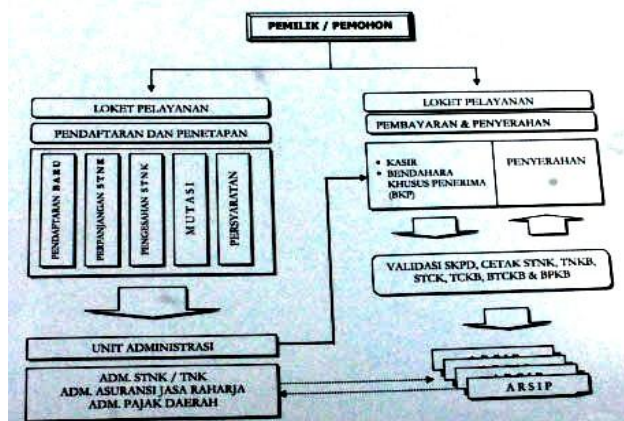 PEMILIK / PEMOHON
LOKET PELAYANAN
PENDAFTARAN DAN PENETAPAN
PENDAFTARAN BARU
PERPANJANGAN STNK
PENGESAHAN STNK
MUTASI
PERSYARATAN
UNIT ADMINISTRASI
ADM. STNK / TNK
ADM. ASURANSI JASA RAHARJA
ADM. PAJAK DAERAH
LOKET PELAYANAN
PEMBAYARAN & PENYERAHAN
• KASIR
• BENDAHARA
KHUSUS PENERIMA
(BKP)
PENYERAHAN
VALIDASI SKPD, CETAK STNK, TNKB,
STCK, TCKB, BTCKB & BPKB
ARSIP